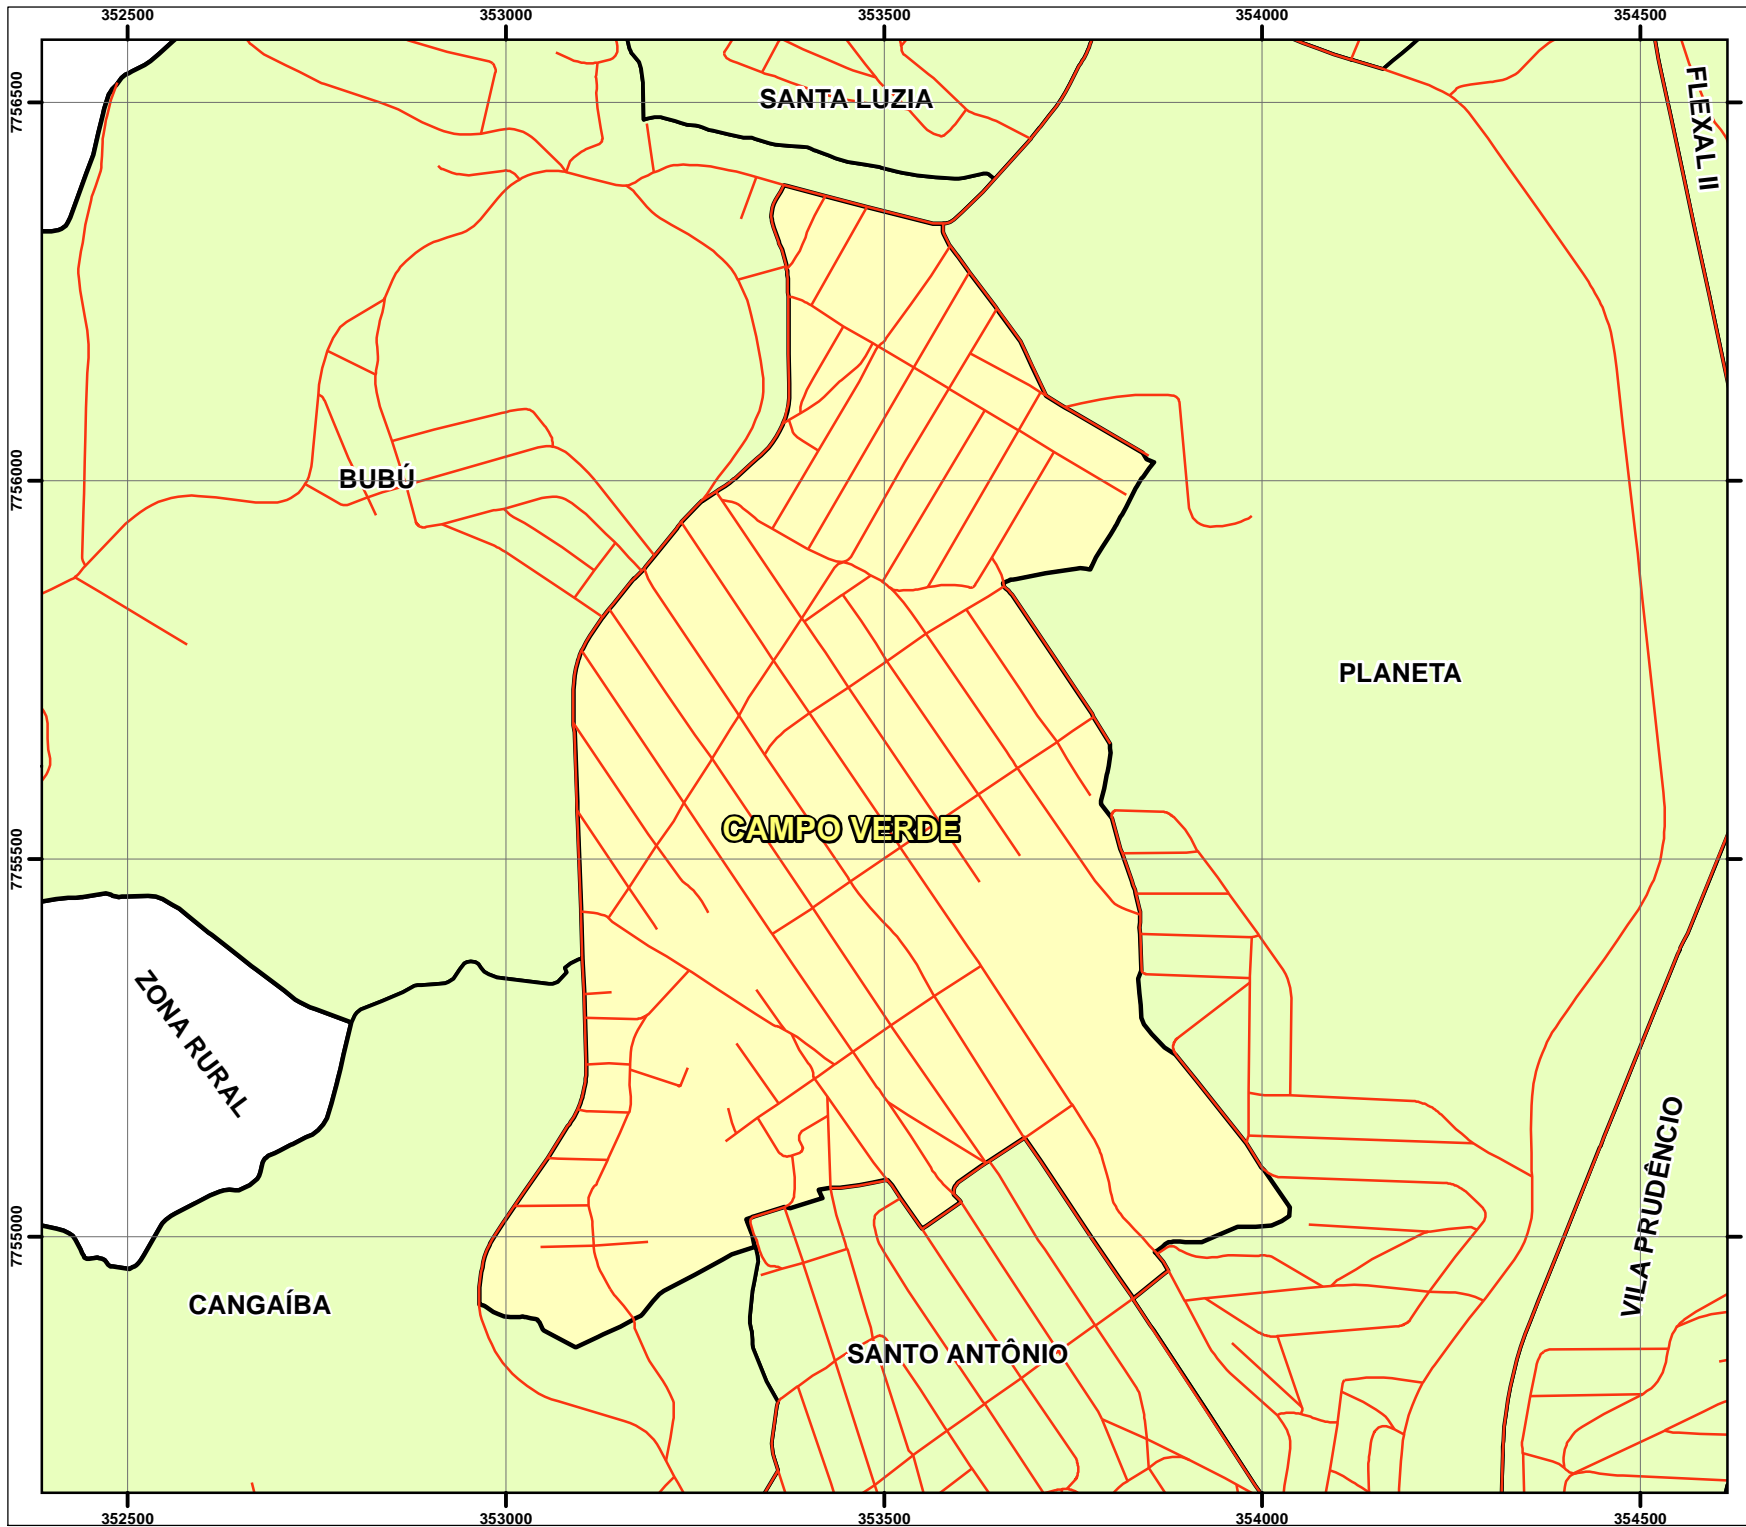 352500 353000 353500 354000 354500
7756500
SANTA LUZIA
FLEXAL II
7756000
BUBÚ
PLANETA
CAMPO VERDE
7755500
ZONA RURAL
VILA PRUDÊNCIO
7755000
CANGAÍBA
SANTO ANTÔNIO
352500 353000 353500 354000 354500